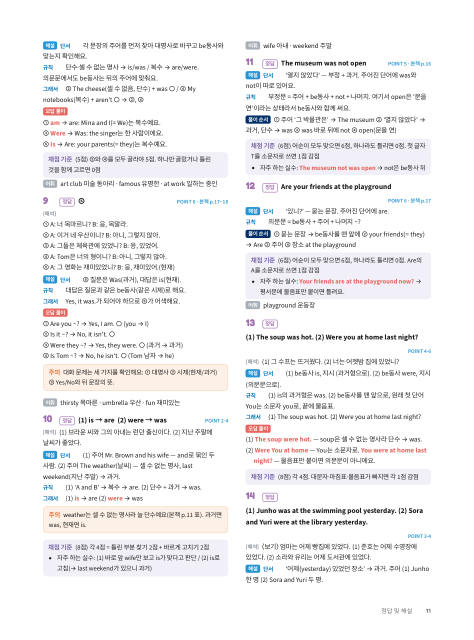 해설 단서 각 문장의 주어를 먼저 찾아 대명사로 바꾸고 be동사와
맞는지 확인해요.
규칙 단수·셀 수 없는 명사 → is/was / 복수 → are/were.
의문문에서도 be동사는 뒤의 주어에 맞춰요.
그래서 ② The cheese(셀 수 없음, 단수) + was ○ / ④ My
notebooks(복수) + aren't ○ → ②, ④
오답 풀이
① am → are: Mina and I(= We)는 복수예요.
③ Were → Was: the singer는 한 사람이에요.
⑤ Is → Are: your parents(= they)는 복수예요.
채점 기준 (5점) ②와 ④를 모두 골라야 5점, 하나만 골랐거나 틀린
것을 함께 고르면 0점
어휘 art club 미술 동아리 · famous 유명한 · at work 일하는 중인
9 정답 ④ POINT 6 · 본책 p.17~18
[해석]
① A: 너 목마르니? B: 응, 목말라.
② A: 이거 네 우산이니? B: 아니, 그렇지 않아.
③ A: 그들은 체육관에 있었니? B: 응, 있었어.
④ A: Tom은 너의 형이니? B: 아니, 그렇지 않아.
⑤ A: 그 영화는 재미있었니? B: 응, 재미있어.(현재)
해설 단서 ⑤ 질문은 Was(과거), 대답은 is(현재).
규칙 대답은 질문과 같은 be동사(같은 시제)로 해요.
그래서 Yes, it was.가 되어야 하므로 ⑤가 어색해요.
오답 풀이
① Are you ~? → Yes, I am. ○ (you → I)
② Is it ~? → No, it isn't. ○
③ Were they ~? → Yes, they were. ○ (과거 → 과거)
④ Is Tom ~? → No, he isn't. ○ (Tom 남자 → he)
주의 대화 문제는 세 가지를 확인해요: ① 대명사 ② 시제(현재/과거)
③ Yes/No와 뒤 문장의 뜻.
어휘 thirsty 목마른 · umbrella 우산 · fun 재미있는
10 정답 (1) is → are (2) were → was POINT 2·4
[해석] (1) 브라운 씨와 그의 아내는 런던 출신이다. (2) 지난 주말에
날씨가 좋았다.
해설 단서 (1) 주어 Mr. Brown and his wife — and로 묶인 두
사람. (2) 주어 The weather(날씨) — 셀 수 없는 명사, last
weekend(지난 주말) → 과거.
규칙 (1) 'A and B' → 복수 → are. (2) 단수 + 과거 → was.
그래서 (1) is → are (2) were → was
주의 weather는 셀 수 없는 명사라 늘 단수예요(본책 p.11 표). 과거면
was, 현재면 is.
채점 기준 (8점) 각 4점 = 틀린 부분 찾기 2점 + 바르게 고치기 2점
• 자주 하는 실수: (1) 바로 앞 wife만 보고 is가 맞다고 판단 / (2) is로
고침(→ last weekend가 있으니 과거)
어휘 wife 아내 · weekend 주말
11 정답 The museum was not open POINT 5 · 본책 p.16
해설 단서 '열지 않았다' — 부정 + 과거, 주어진 단어에 was와
not이 따로 있어요.
규칙 부정문 = 주어 + be동사 + not + 나머지. 여기서 open은 '문을
연'이라는 상태라서 be동사와 함께 써요.
풀이 순서 ① 주어 '그 박물관은' → The museum ② '열지 않았다' →
과거, 단수 → was ③ was 바로 뒤에 not ④ open(문을 연)
채점 기준 (6점) 어순이 모두 맞으면 6점, 하나라도 틀리면 0점. 첫 글자
T를 소문자로 쓰면 1점 감점
• 자주 하는 실수: The museum not was open → not은 be동사 뒤
12 정답 Are your friends at the playground
POINT 6 · 본책 p.17
해설 단서 '있니?' — 묻는 문장, 주어진 단어에 are.
규칙 의문문 = be동사 + 주어 + 나머지 ~?
풀이 순서 ① 묻는 문장 → be동사를 맨 앞에 ② your friends(= they)
→ Are ③ 주어 ④ 장소 at the playground
채점 기준 (6점) 어순이 모두 맞으면 6점, 하나라도 틀리면 0점. Are의
A를 소문자로 쓰면 1점 감점
• 자주 하는 실수: Your friends are at the playground now? →
평서문에 물음표만 붙이면 틀려요.
어휘 playground 운동장
13 정답
(1) The soup was hot. (2) Were you at home last night?
POINT 4·6
[해석] (1) 그 수프는 뜨거웠다. (2) 너는 어젯밤 집에 있었니?
해설 단서 (1) be동사 is, 지시 (과거형으로). (2) be동사 were, 지시
(의문문으로).
규칙 (1) is의 과거형은 was. (2) be동사를 맨 앞으로, 원래 첫 단어
You는 소문자 you로, 끝에 물음표.
그래서 (1) The soup was hot. (2) Were you at home last night?
오답 풀이
(1) The soup were hot. — soup은 셀 수 없는 명사라 단수 → was.
(2) Were You at home — You는 소문자로, You were at home last
night? — 물음표만 붙이면 의문문이 아니에요.
채점 기준 (8점) 각 4점. 대문자·마침표·물음표가 빠지면 각 1점 감점
14 정답
(1) Junho was at the swimming pool yesterday. (2) Sora
and Yuri were at the library yesterday.
POINT 2·4
[해석] 〈보기〉 엄마는 어제 빵집에 있었다. (1) 준호는 어제 수영장에
있었다. (2) 소라와 유리는 어제 도서관에 있었다.
해설 단서 '어제(yesterday) 있었던 장소' → 과거, 주어 (1) Junho
한 명 (2) Sora and Yuri 두 명.
정답 및 해설 11